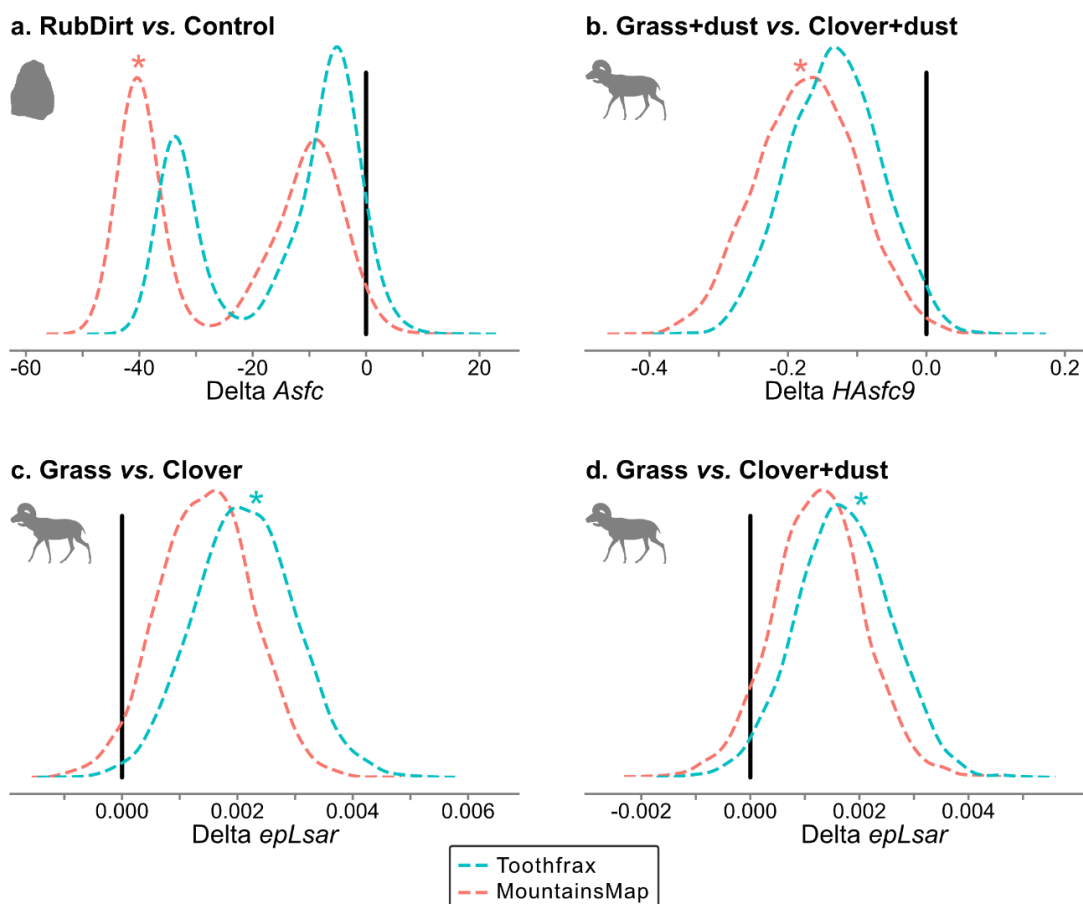 a. RubDirt vs. Control
*
-60 -40 -20 0 20
Delta Asfc
b. Grass+dust vs. Clover+dust
*
-0.4 -0.2 0.0 0.2
Delta HAsfc9
c. Grass vs. Clover
*
0.000 0.002 0.004 0.006
Delta epLsar
d. Grass vs. Clover+dust
*
-0.002 0.000 0.002 0.004
Delta epLsar
Toothfrax
MountainsMap